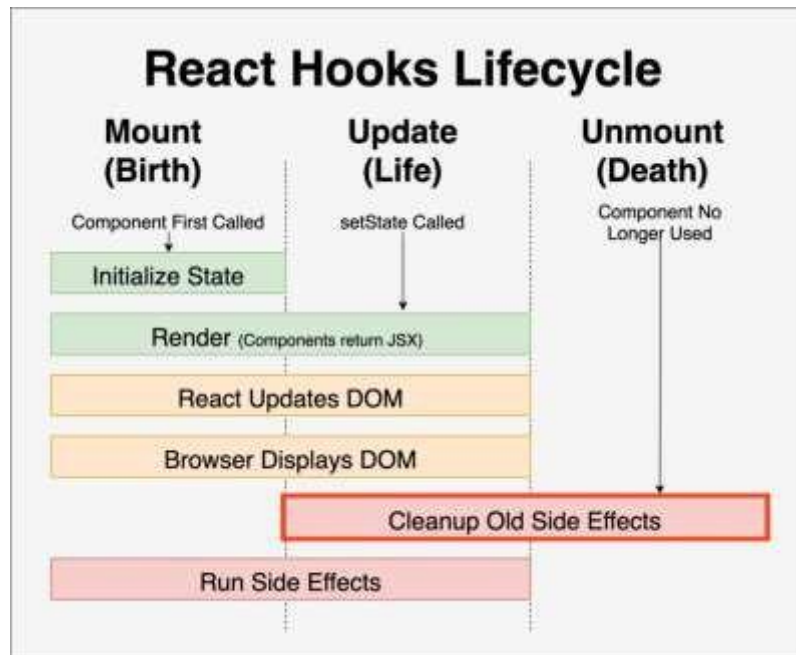 React Hooks Lifecycle
Mount
(Birth)
Update
(Life)
Unmount
(Death)
Component First Called
setState Called
Component No
Longer Used
Initialize State
Render (Components return JSX)
React Updates DOM
Browser Displays DOM
Cleanup Old Side Effects
Run Side Effects